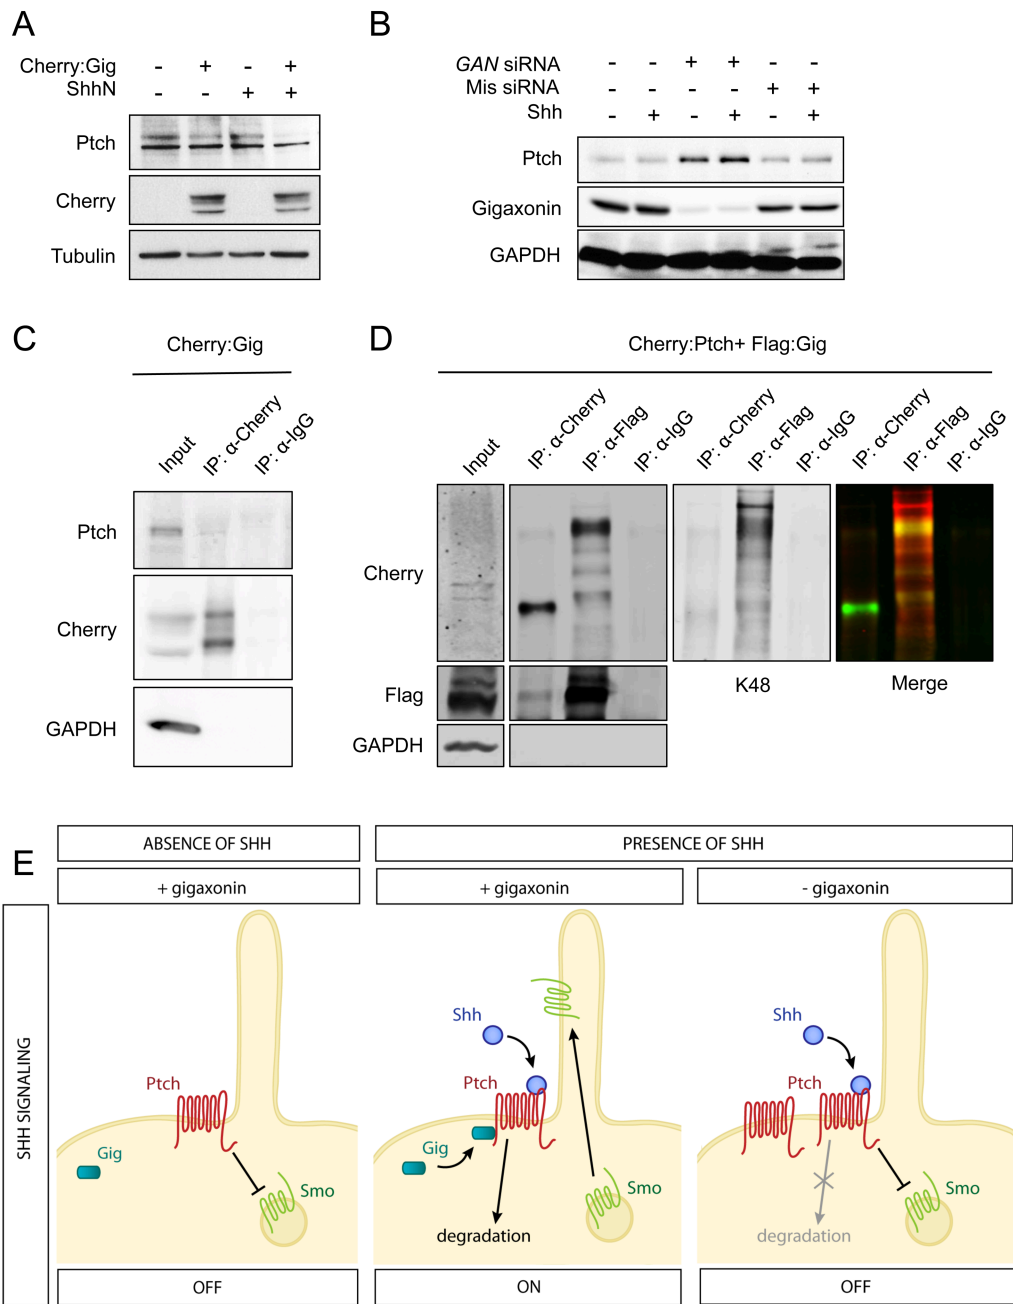 A
Cherry:Gig - + - +
ShhN - - + +
Ptch
Cherry
Tubulin
B
GAN siRNA - - + + - -
Mis siRNA - - - - + +
Shh - + - + - +
Ptch
Gigaxonin
GAPDH
C
Cherry:Gig
Input
IP: α-Cherry
IP: α-IgG
Ptch
Cherry
GAPDH
D
Cherry:Ptch+ Flag:Gig
Input
IP: α-Cherry
IP: α-Flag
IP: α-IgG
IP: α-Cherry
IP: α-Flag
IP: α-IgG
IP: α-Cherry
IP: α-Flag
IP: α-IgG
Cherry
Flag
GAPDH
K48
Merge
E
ABSENCE OF SHH
PRESENCE OF SHH
+ gigaxonin
+ gigaxonin
- gigaxonin
SHH SIGNALING
Ptch
Gig
Smo
OFF
Shh
Ptch
Gig
Smo
degradation
ON
Shh
Ptch
Smo
degradation
OFF